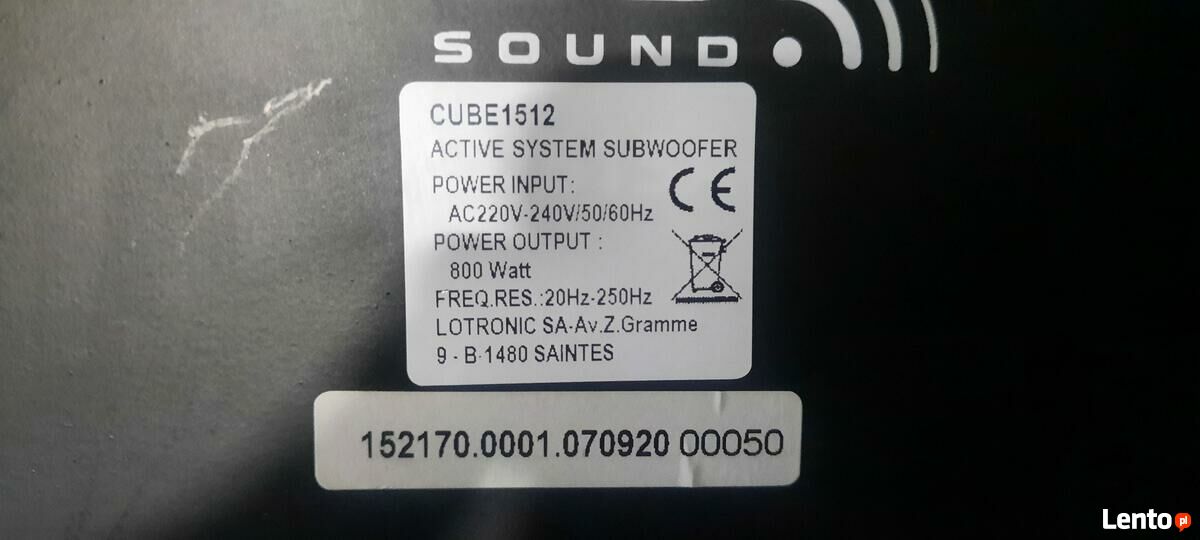 SOUND
CUBE1512
ACTIVE SYSTEM SUBWOOFER
POWER INPUT:
AC220V-240V/50/60Hz
POWER OUTPUT :
800 Watt
FREQ.RES.:20Hz-250Hz
LOTRONIC SA-Av.Z.Gramme
9 - B-1480 SAINTES
CE
152170.0001.070920 00050
Lento.pl